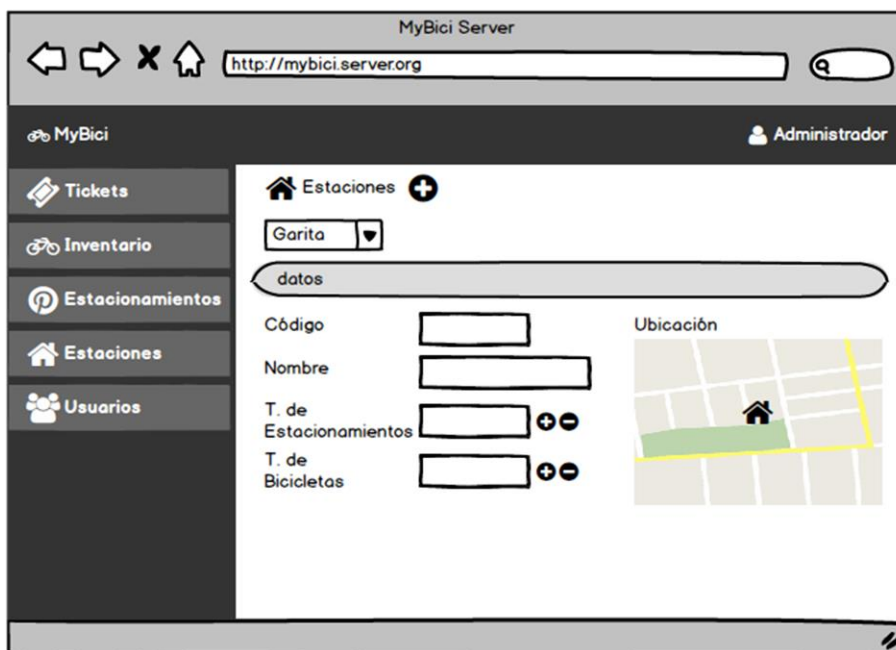 MyBici Server
http://mybici.server.org
MyBici
Administrador
Tickets
Inventario
Estacionamientos
Estaciones
Usuarios
Estaciones
Garita
datos
Código
Nombre
T. de
Estacionamientos
T. de
Bicicletas
Ubicación